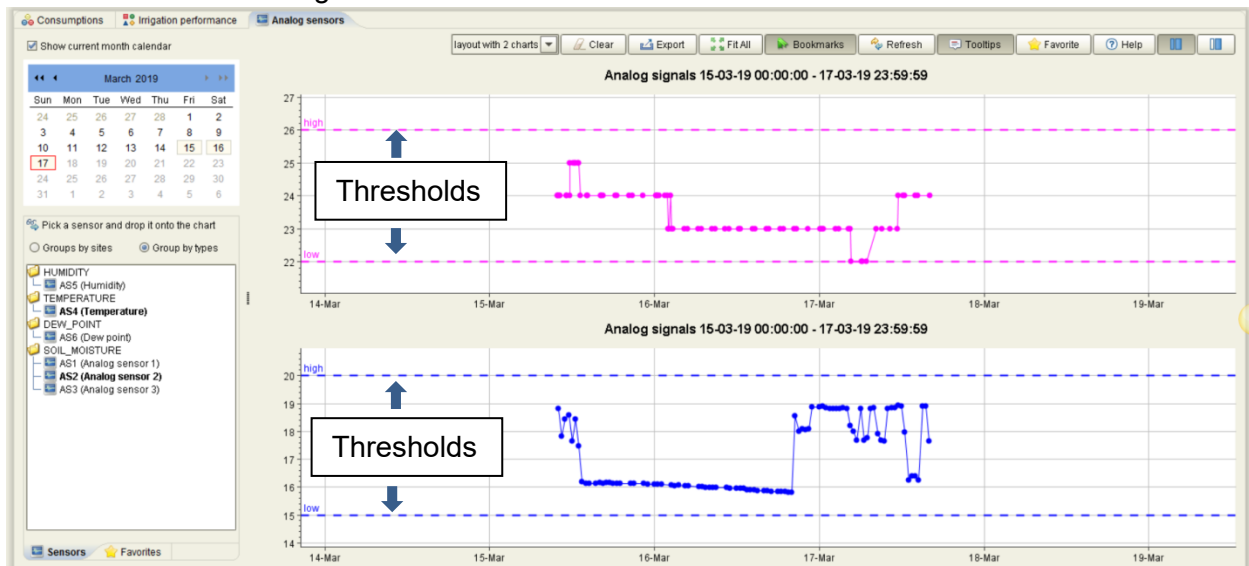 Consumptions Irrigation performance Analog sensors
Show current month calendar
layout with 2 charts Clear Export Fit All Bookmarks Refresh Tooltips Favorite Help
March 2019
Sun Mon Tue Wed Thu Fri Sat
24 25 26 27 28 1 2
3 4 5 6 7 8 9
10 11 12 13 14 15 16
17 18 19 20 21 22 23
24 25 26 27 28 29 30
31 1 2 3 4 5 6
Pick a sensor and drop it onto the chart
Groups by sites Group by types
HUMIDITY
AS5 (Humidity)
TEMPERATURE
AS4 (Temperature)
DEW_POINT
AS6 (Dew point)
SOIL_MOISTURE
AS1 (Analog sensor 1)
AS2 (Analog sensor 2)
AS3 (Analog sensor 3)
Sensors Favorites
Analog signals 15-03-19 00:00:00 - 17-03-19 23:59:59
27
high
26
25
Thresholds
24
23
low
22
14-Mar 15-Mar 16-Mar 17-Mar 18-Mar 19-Mar
Analog signals 15-03-19 00:00:00 - 17-03-19 23:59:59
high
20
19
18
Thresholds
17
16
low
15
14
14-Mar 15-Mar 16-Mar 17-Mar 18-Mar 19-Mar